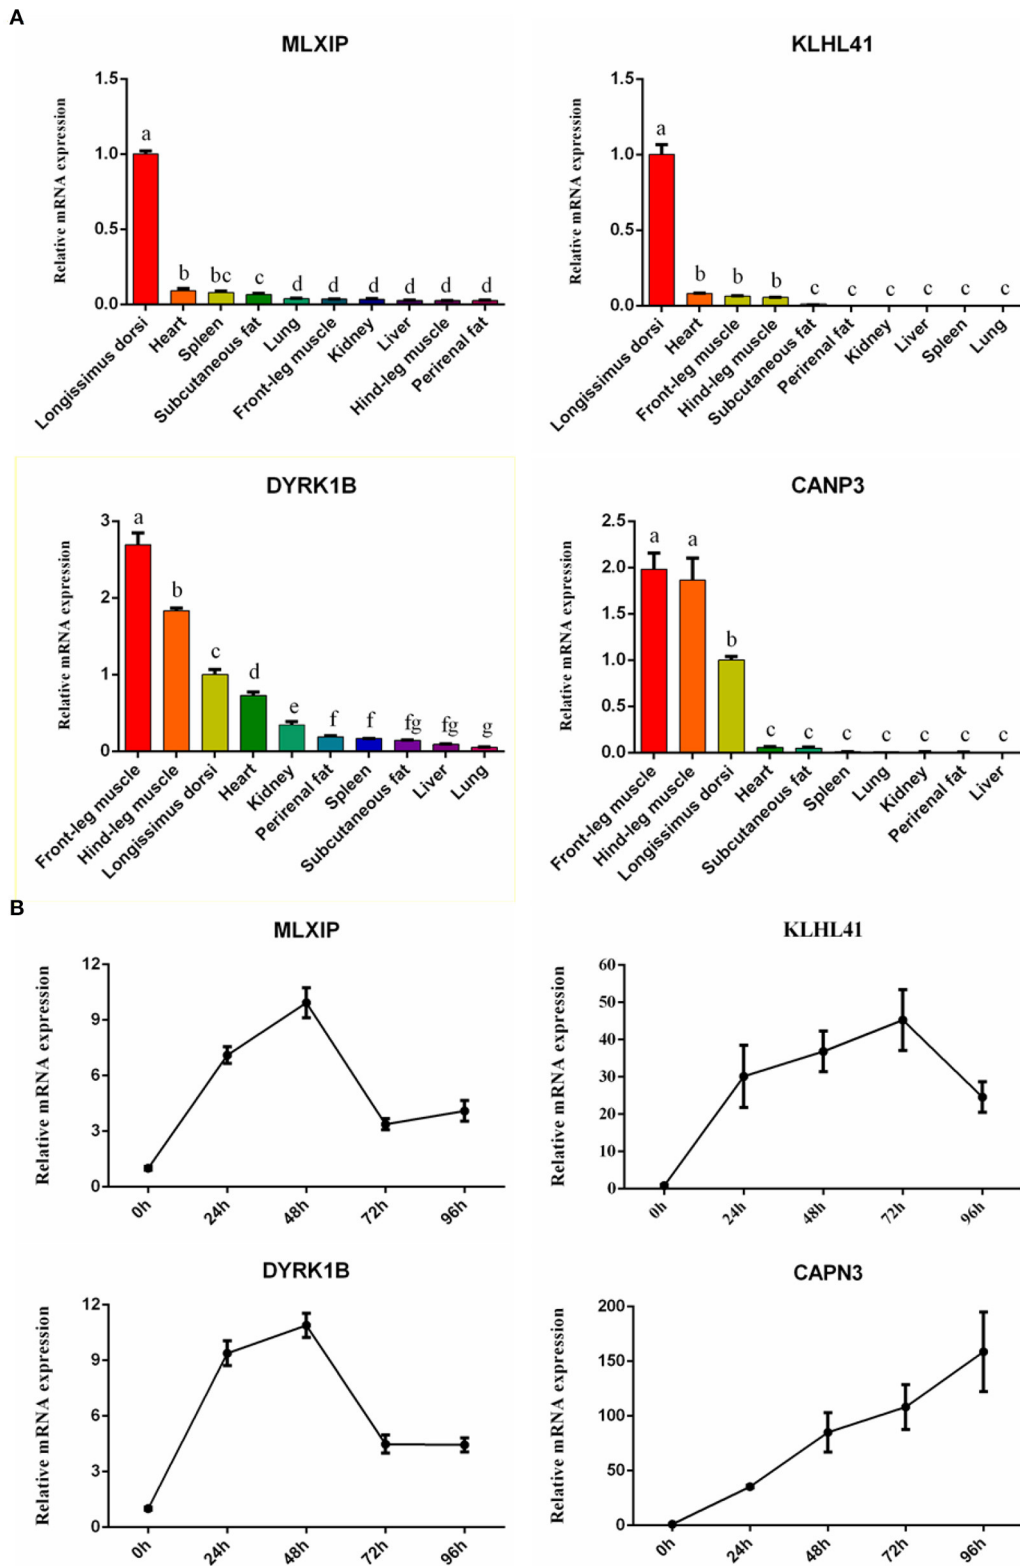 A
MLXIP
Relative mRNA expression
1.5
1.0
0.5
0.0
a
b
bc
c
d
d
d
d
d
d
Longissimus dorsi
Heart
Spleen
Subcutaneous fat
Lung
Front-leg muscle
Kidney
Liver
Hind-leg muscle
Perirenal fat
KLHL41
Relative mRNA expression
1.5
1.0
0.5
0.0
a
b
b
b
c
c
c
c
c
c
Longissimus dorsi
Heart
Front-leg muscle
Hind-leg muscle
Subcutaneous fat
Perirenal fat
Kidney
Liver
Spleen
Lung
DYRK1B
Relative mRNA expression
3
2
1
0
a
b
c
d
e
f
f
fg
fg
g
Front-leg muscle
Hind-leg muscle
Longissimus dorsi
Heart
Kidney
Perirenal fat
Spleen
Subcutaneous fat
Liver
Lung
CANP3
Relative mRNA expression
2.5
2.0
1.5
1.0
0.5
0.0
a
a
b
c
c
c
c
c
c
c
Front-leg muscle
Hind-leg muscle
Longissimus dorsi
Heart
Subcutaneous fat
Spleen
Lung
Kidney
Perirenal fat
Liver
B
MLXIP
Relative mRNA expression
12
9
6
3
0
0h
24h
48h
72h
96h
KLHL41
Relative mRNA expression
60
50
40
30
20
10
0
0h
24h
48h
72h
96h
DYRK1B
Relative mRNA expression
12
9
6
3
0
0h
24h
48h
72h
96h
CAPN3
Relative mRNA expression
200
150
100
50
0
0h
24h
48h
72h
96h